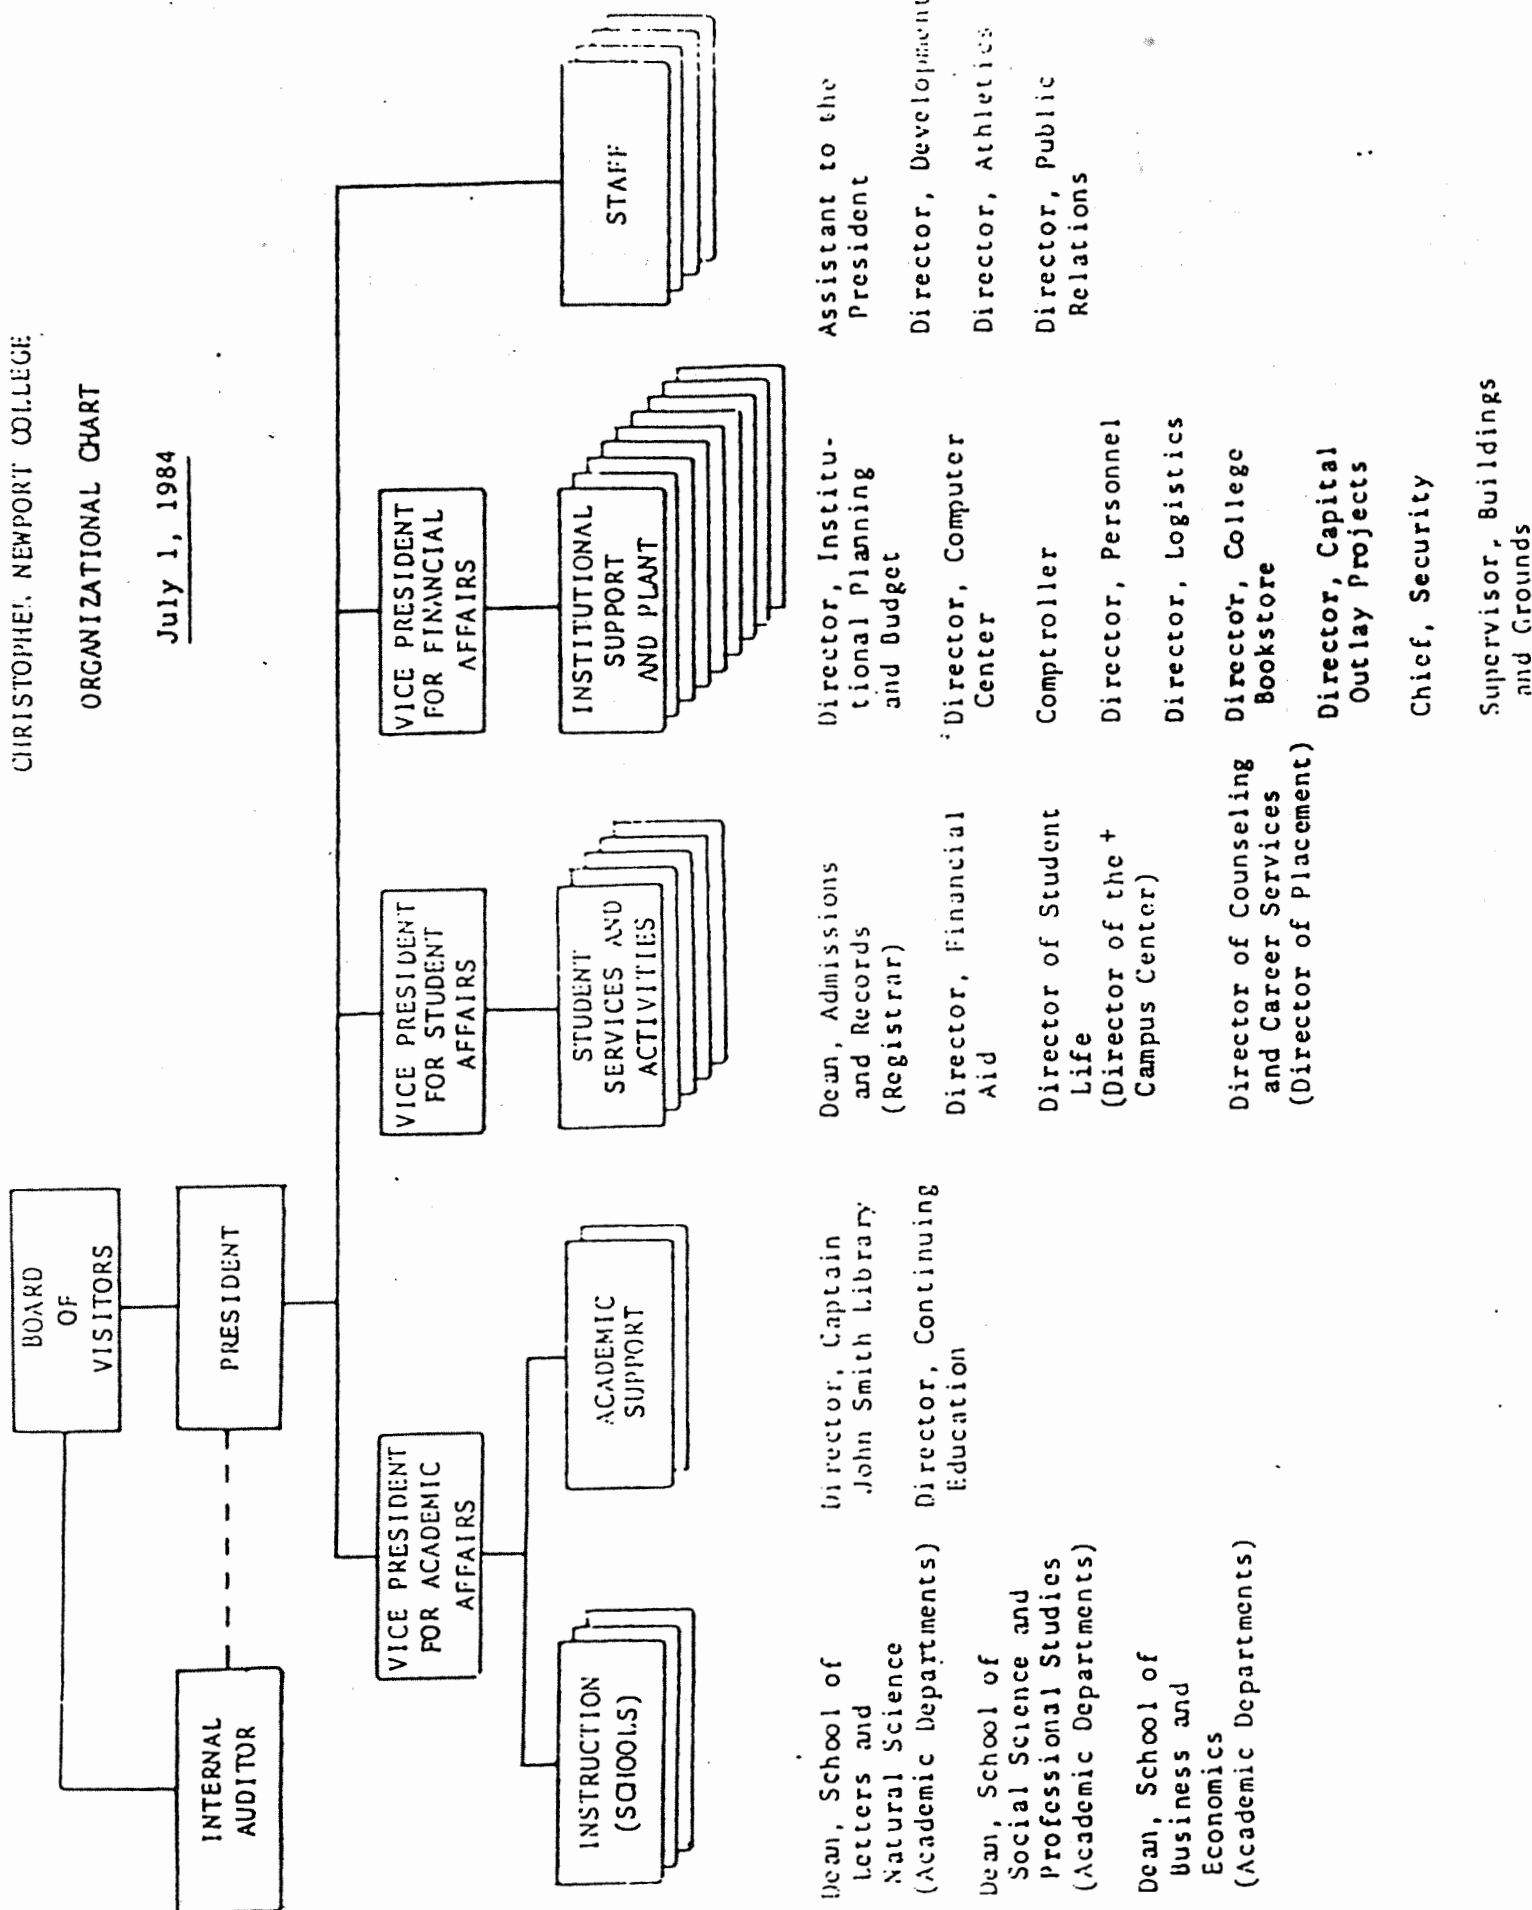 CHRISTOPHER NEWPORT COLLEGE
ORGANIZATIONAL CHART
July 1, 1984
BOARD
OF
VISITORS
INTERNAL
AUDITOR
PRESIDENT
VICE PRESIDENT
FOR ACADEMIC
AFFAIRS
VICE PRESIDENT
FOR STUDENT
AFFAIRS
VICE PRESIDENT
FOR FINANCIAL
AFFAIRS
INSTRUCTION
(SCHOOLS)
ACADEMIC
SUPPORT
STUDENT
SERVICES AND
ACTIVITIES
INSTITUTIONAL
SUPPORT
AND PLANT
STAFF
Dean, School of
Letters and
Natural Science
(Academic Departments)
Dean, School of
Social Science and
Professional Studies
(Academic Departments)
Dean, School of
Business and
Economics
(Academic Departments)
Director, Captain
John Smith Library
Director, Continuing
Education
Dean, Admissions
and Records
(Registrar)
Director, Financial
Aid
Director of Student
Life
(Director of the +
Campus Center)
Director of Counseling
and Career Services
(Director of Placement)
Director, Institu-
tional Planning
and Budget
Director, Computer
Center
Comptroller
Director, Personnel
Director, Logistics
Director, College
Bookstore
Director, Capital
Outlay Projects
Chief, Security
Supervisor, Buildings
and Grounds
Assistant to the
President
Director, Development
Director, Athletics
Director, Public
Relations